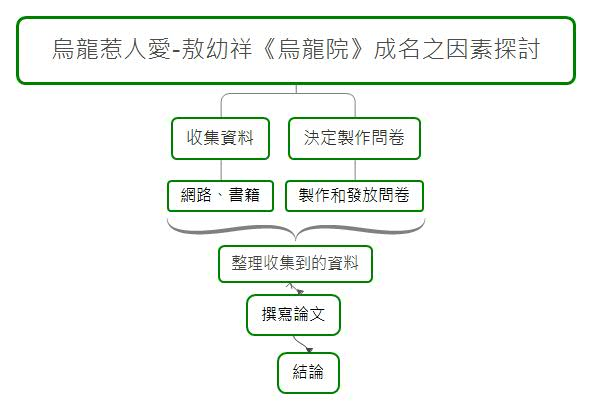 烏龍惹人愛-敖幼祥《烏龍院》成名之因素探討
收集資料
決定製作問卷
網路、書籍
製作和發放問卷
整理收集到的資料
撰寫論文
結論